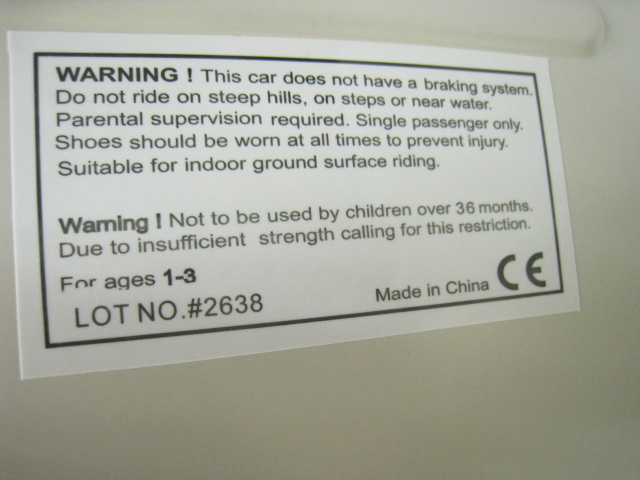 WARNING ! This car does not have a braking system.
Do not ride on steep hills, on steps or near water.
Parental supervision required. Single passenger only.
Shoes should be worn at all times to prevent injury.
Suitable for indoor ground surface riding.
Warning ! Not to be used by children over 36 months.
Due to insufficient strength calling for this restriction.
For ages 1-3
LOT NO.#2638
Made in China CE